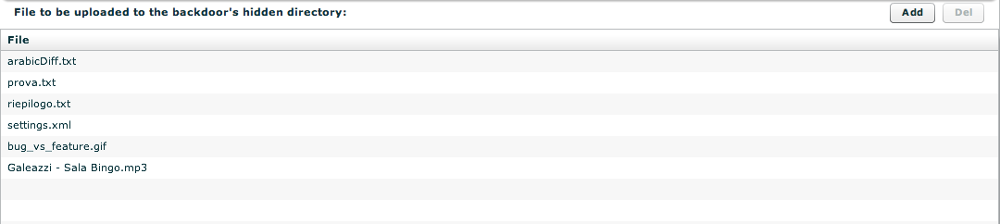 File to be uploaded to the backdoor's hidden directory:
Add
Del
File
arabicDiff.txt
prova.txt
riepilogo.txt
settings.xml
bug_vs_feature.gif
Galeazzi - Sala Bingo.mp3